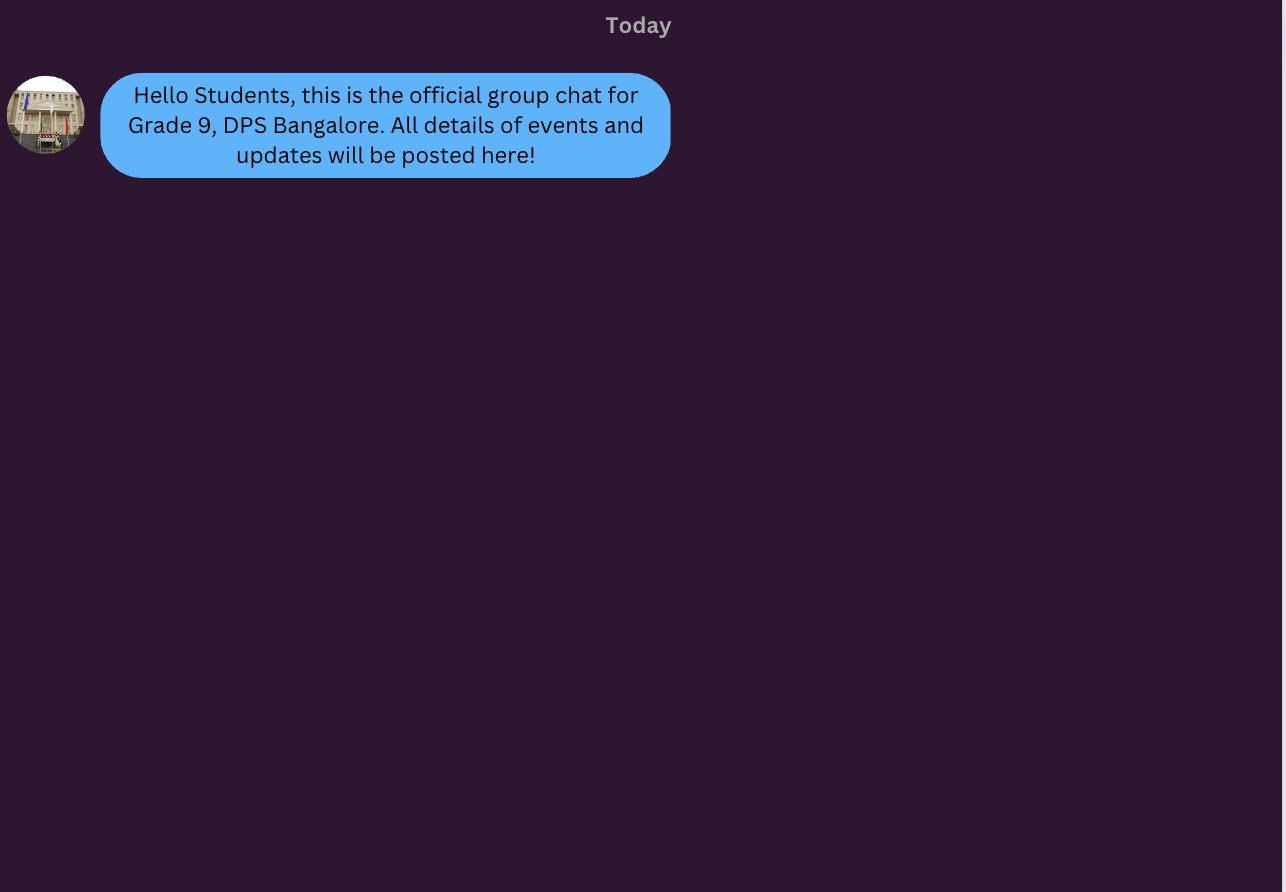 Today
Hello Students, this is the official group chat for
Grade 9, DPS Bangalore. All details of events and
updates will be posted here!